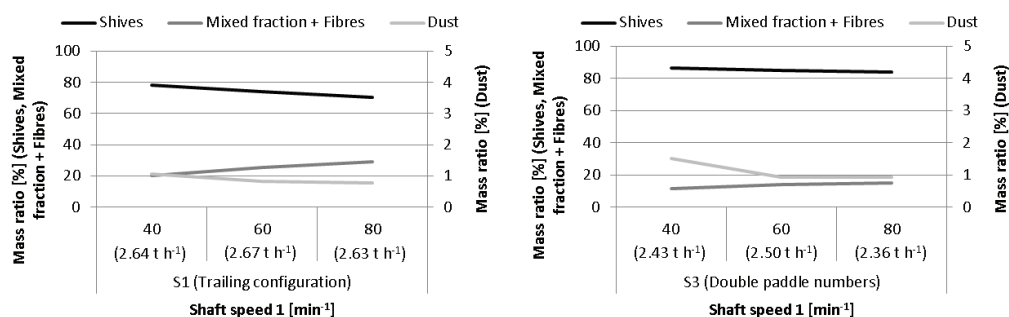 Shives Mixed fraction + Fibres Dust
Mass ratio [%] (Shives, Mixed
fraction + Fibres)
100
80
60
40
20
0
5
4
3
2
1
0
Mass ratio [%] (Dust)
40 60 80
(2.64 t h-1) (2.67 t h-1) (2.63 t h-1)
S1 (Trailing configuration)
Shaft speed 1 [min-1]
Shives Mixed fraction + Fibres Dust
Mass ratio [%] (Shives, Mixed
fraction + Fibres)
100
80
60
40
20
0
5
4
3
2
1
0
Mass ratio [%] (Dust)
40 60 80
(2.43 t h-1) (2.50 t h-1) (2.36 t h-1)
S3 (Double paddle numbers)
Shaft speed 1 [min-1]